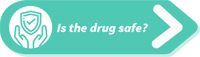 Is the drug safe?